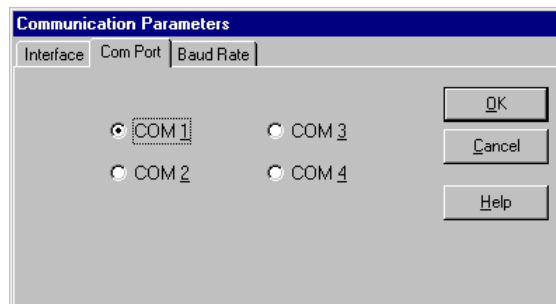 Communication Parameters
Interface Com Port Baud Rate
COM 1 COM 3 OK
COM 2 COM 4 Cancel
Help